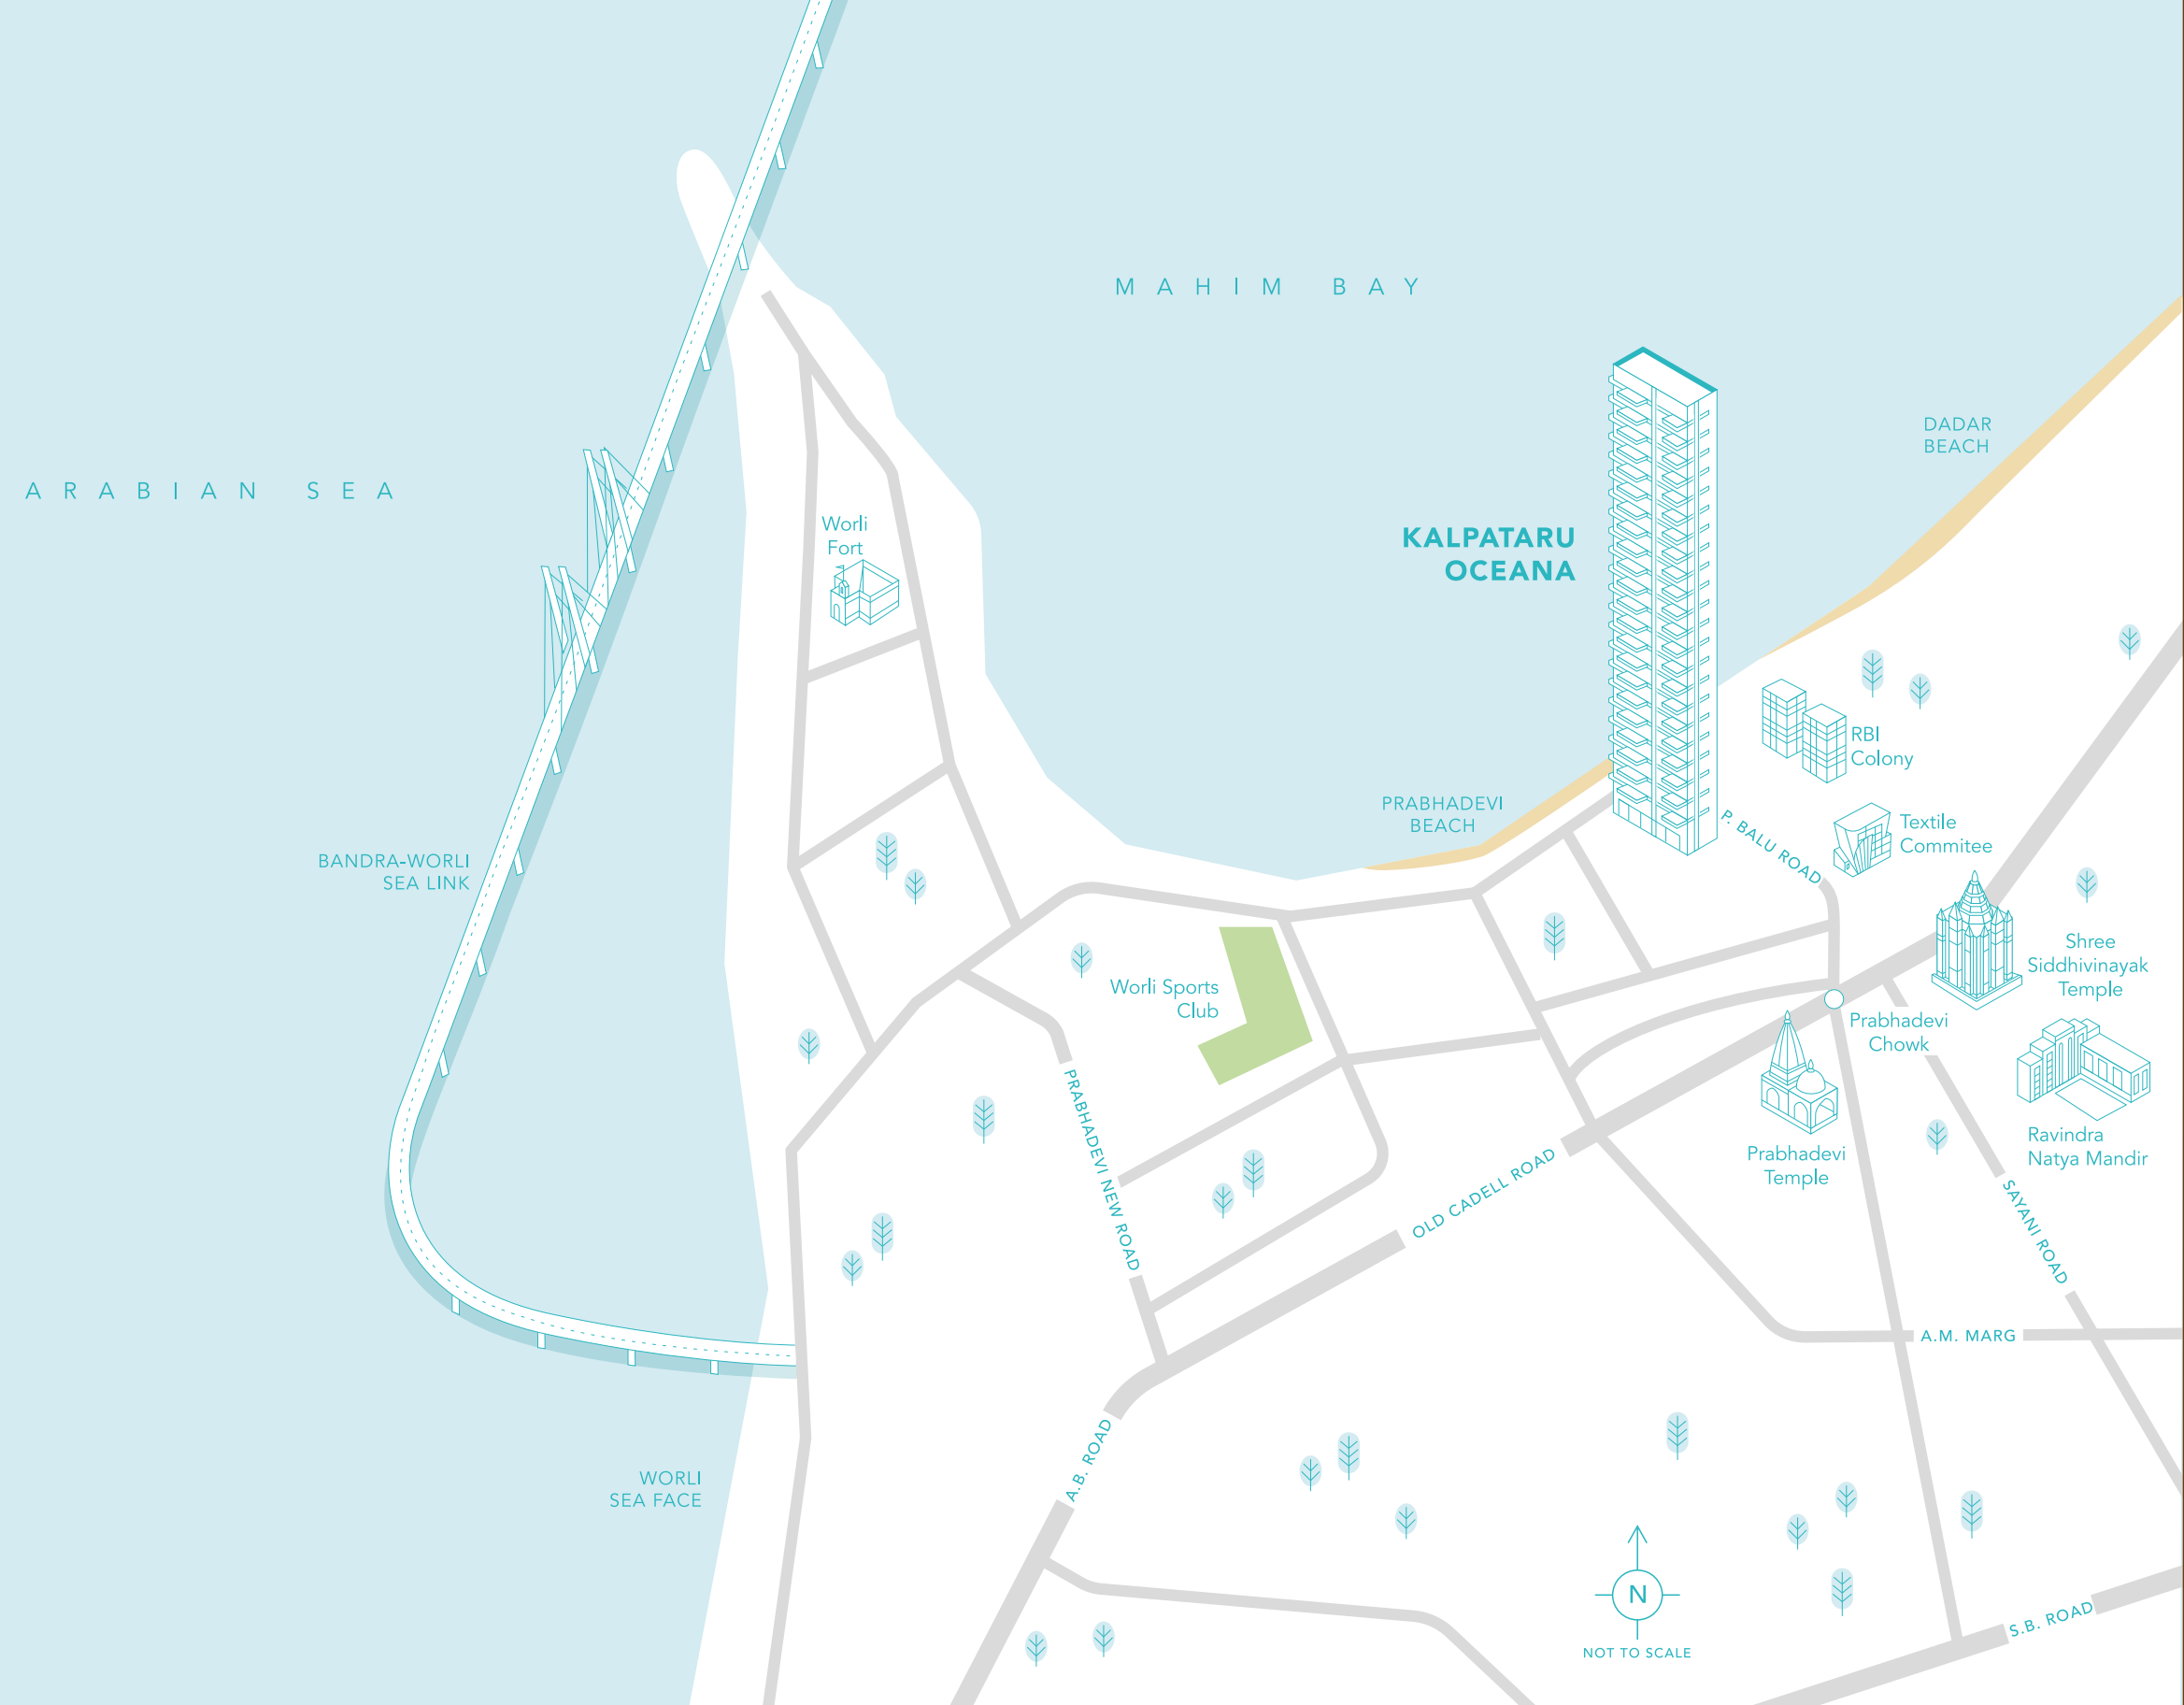 MAHIM BAY
DADAR
BEACH
ARABIAN SEA
Worli
Fort
KALPATARU
OCEANA
RBI
Colony
PRABHADEVI
BEACH
P. BALU ROAD
Textile
Commitee
BANDRA-WORLI
SEA LINK
Shree
Siddhivinayak
Temple
Worli Sports
Club
Prabhadevi
Chowk
PRABHADEVI NEW ROAD
Prabhadevi
Temple
Ravindra
Natya Mandir
OLD CADELL ROAD
SAYANI ROAD
A.M. MARG
A.B. ROAD
WORLI
SEA FACE
N
NOT TO SCALE
S.B. ROAD